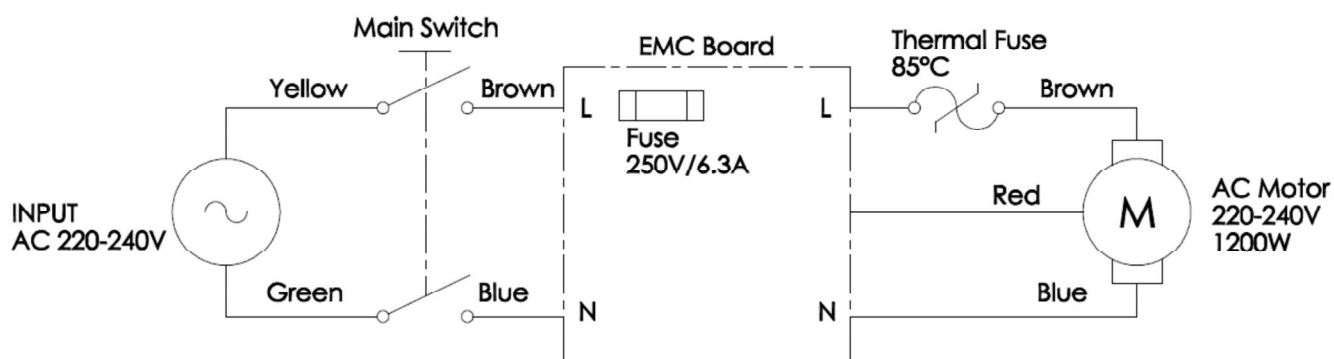 Main Switch
EMC Board
Thermal Fuse
85°C
Yellow
Brown
L
Fuse
250V/6.3A
L
Brown
INPUT
AC 220-240V
Red
M
AC Motor
220-240V
1200W
Green
Blue
N
N
Blue